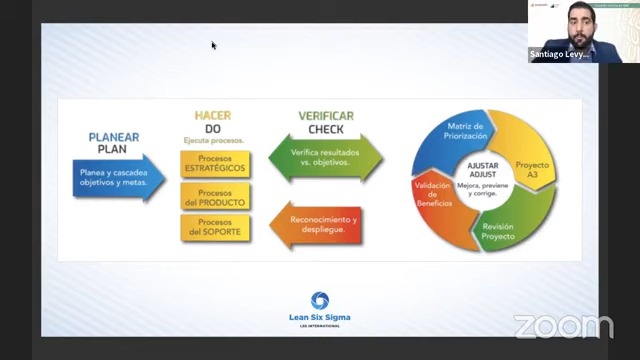 Santiago Levy...
PLANEAR
PLAN
Planea y cascadea
objetivos y metas.
HACER
DO
Ejecuta procesos.
Procesos
ESTRATÉGICOS
Procesos
del PRODUCTO
Procesos
del SOPORTE
VERIFICAR
CHECK
Verifica resultados
vs. objetivos.
Reconocimiento y
despliegue.
Matriz de
Priorización
Proyecto
A3
AJUSTAR
ADJUST
Mejora, previene
y corrige.
Validación
de
Beneficios
Revisión
Proyecto
Lean Six Sigma
LSS INTERNATIONAL
zoom